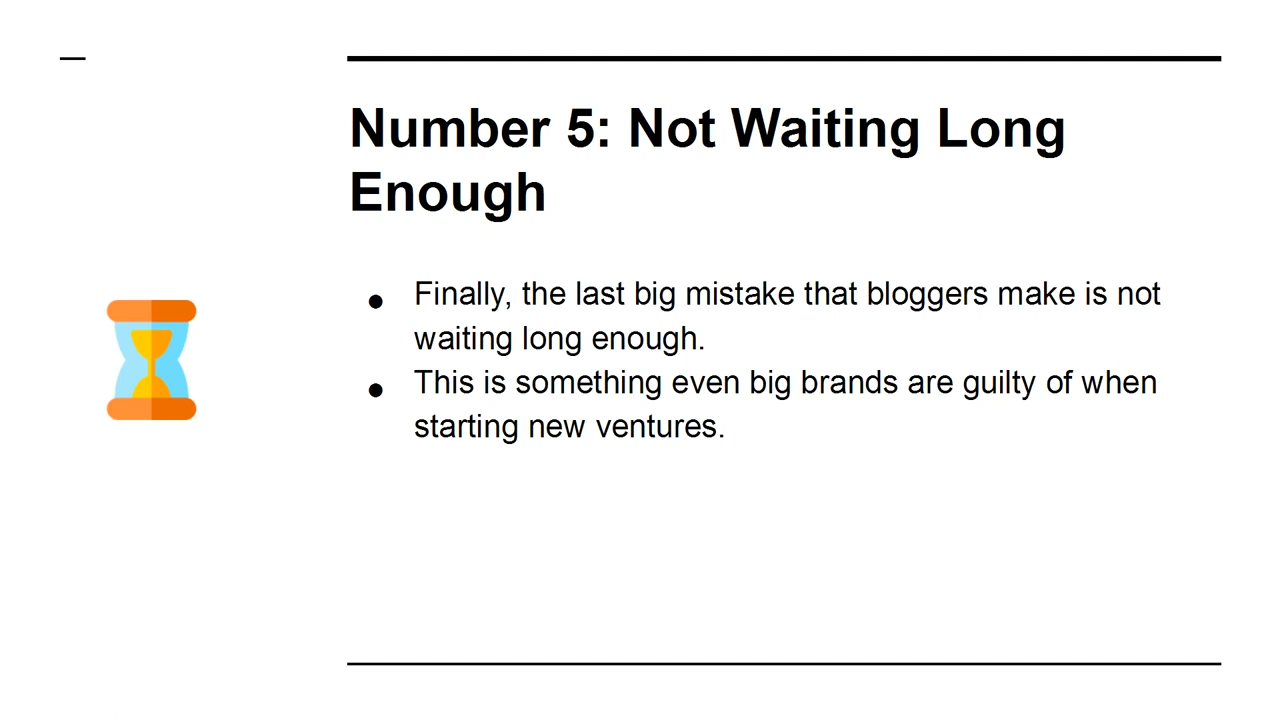 Number 5: Not Waiting Long
Enough
● Finally, the last big mistake that bloggers make is not
waiting long enough.
● This is something even big brands are guilty of when
starting new ventures.